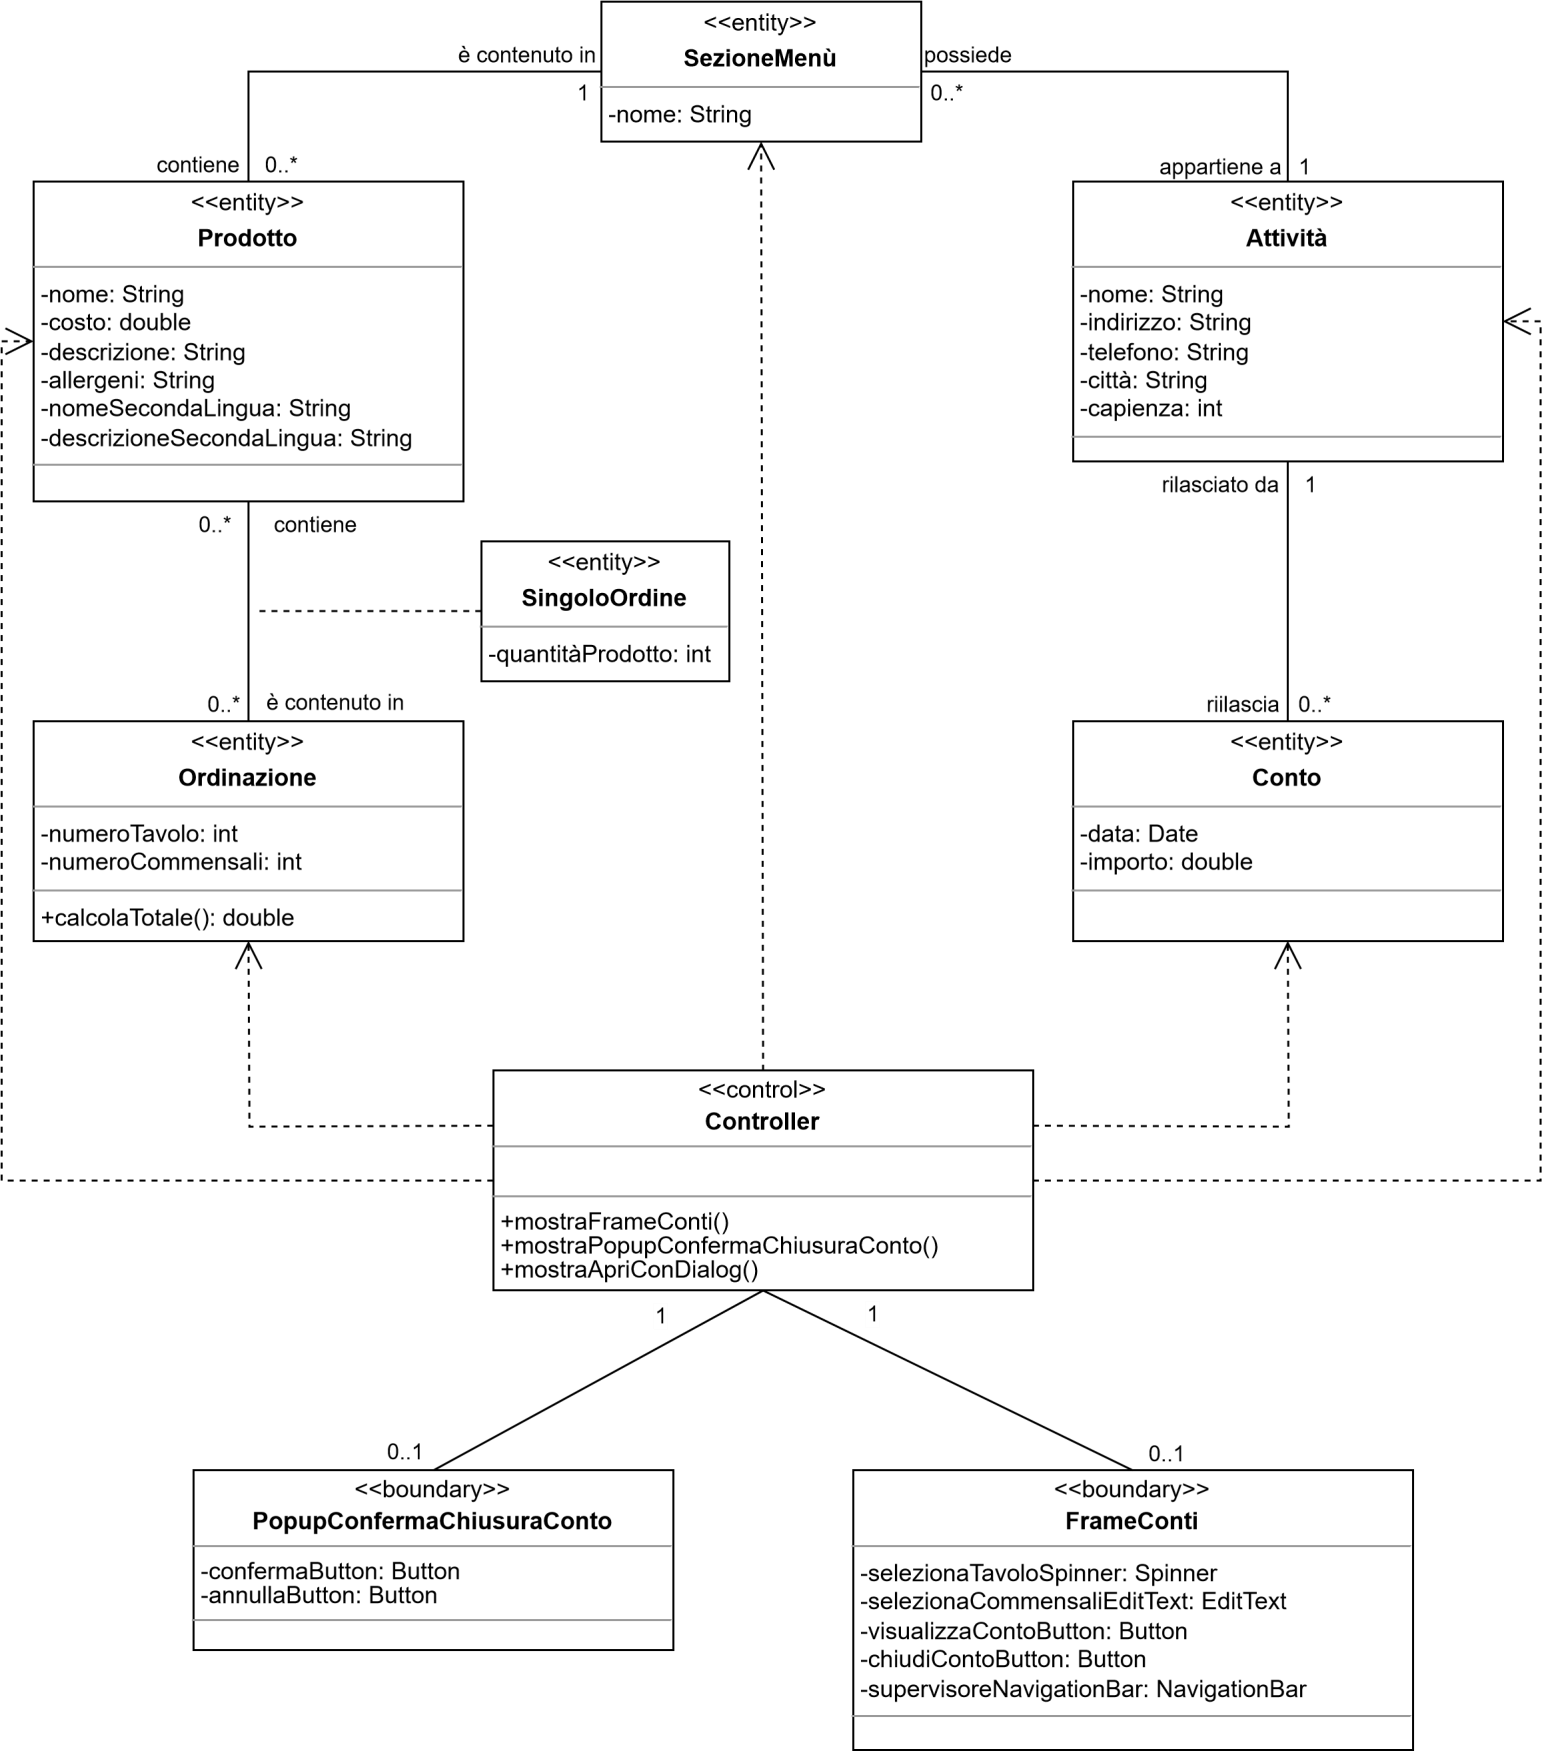 <<entity>>
SezioneMenù
-nome: String
è contenuto in
1
possiede
0..*
contiene
0..*
appartiene a
1
<<entity>>
Prodotto
-nome: String
-costo: double
-descrizione: String
-allergeni: String
-nomeSecondaLingua: String
-descrizioneSecondaLingua: String
<<entity>>
Attività
-nome: String
-indirizzo: String
-telefono: String
-città: String
-capienza: int
0..*
contiene
rilasciato da
1
<<entity>>
SingoloOrdine
-quantitàProdotto: int
0..*
è contenuto in
riilascia
0..*
<<entity>>
Ordinazione
-numeroTavolo: int
-numeroCommensali: int
+calcolaTotale(): double
<<entity>>
Conto
-data: Date
-importo: double
<<control>>
Controller
+mostraFrameConti()
+mostraPopupConfermaChiusuraConto()
+mostraApriConDialog()
1
1
0..1
0..1
<<boundary>>
PopupConfermaChiusuraConto
-confermaButton: Button
-annullaButton: Button
<<boundary>>
FrameConti
-selezionaTavoloSpinner: Spinner
-selezionaCommensaliEditText: EditText
-visualizzaContoButton: Button
-chiudiContoButton: Button
-supervisoreNavigationBar: NavigationBar